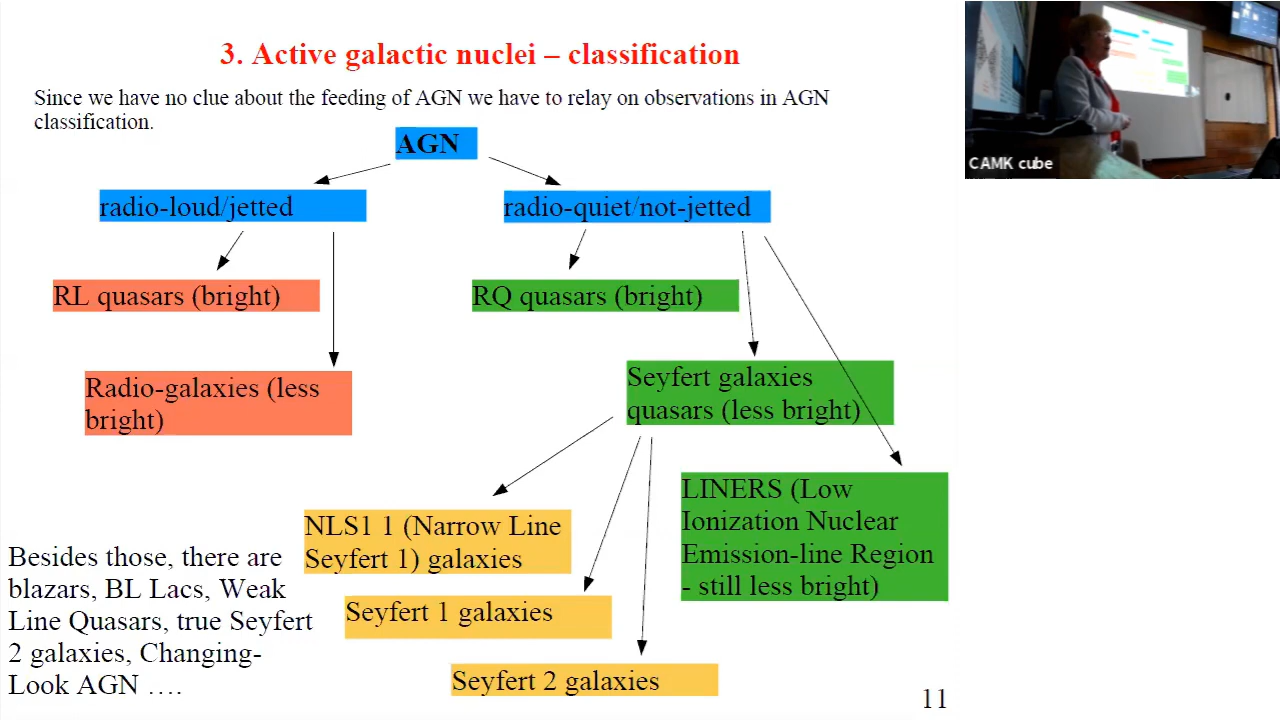 3. Active galactic nuclei – classification
Since we have no clue about the feeding of AGN we have to relay on observations in AGN
classification.
AGN
radio-loud/jetted
radio-quiet/not-jetted
RL quasars (bright)
RQ quasars (bright)
Radio-galaxies (less
bright)
Seyfert galaxies
quasars (less bright)
LINERS (Low
Ionization Nuclear
Emission-line Region
- still less bright)
NLS1 1 (Narrow Line
Seyfert 1) galaxies
Seyfert 1 galaxies
Seyfert 2 galaxies
Besides those, there are
blazars, BL Lacs, Weak
Line Quasars, true Seyfert
2 galaxies, Changing-
Look AGN ….
11
CAMK cube